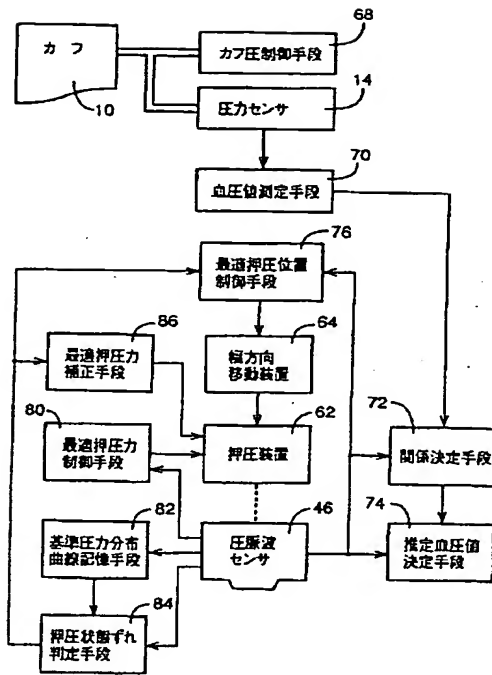 カフ
10
68
カフ圧制御手段
14
圧力センサ
70
血圧値測定手段
76
最適押圧位置
制御手段
86
最適押圧力
補正手段
64
幅方向
移動装置
80
最適押圧力
制御手段
62
押圧装置
72
関係決定手段
82
基準圧力分布
曲線記憶手段
46
圧脈波
センサ
74
推定血圧値
決定手段
84
押圧状態ずれ
判定手段